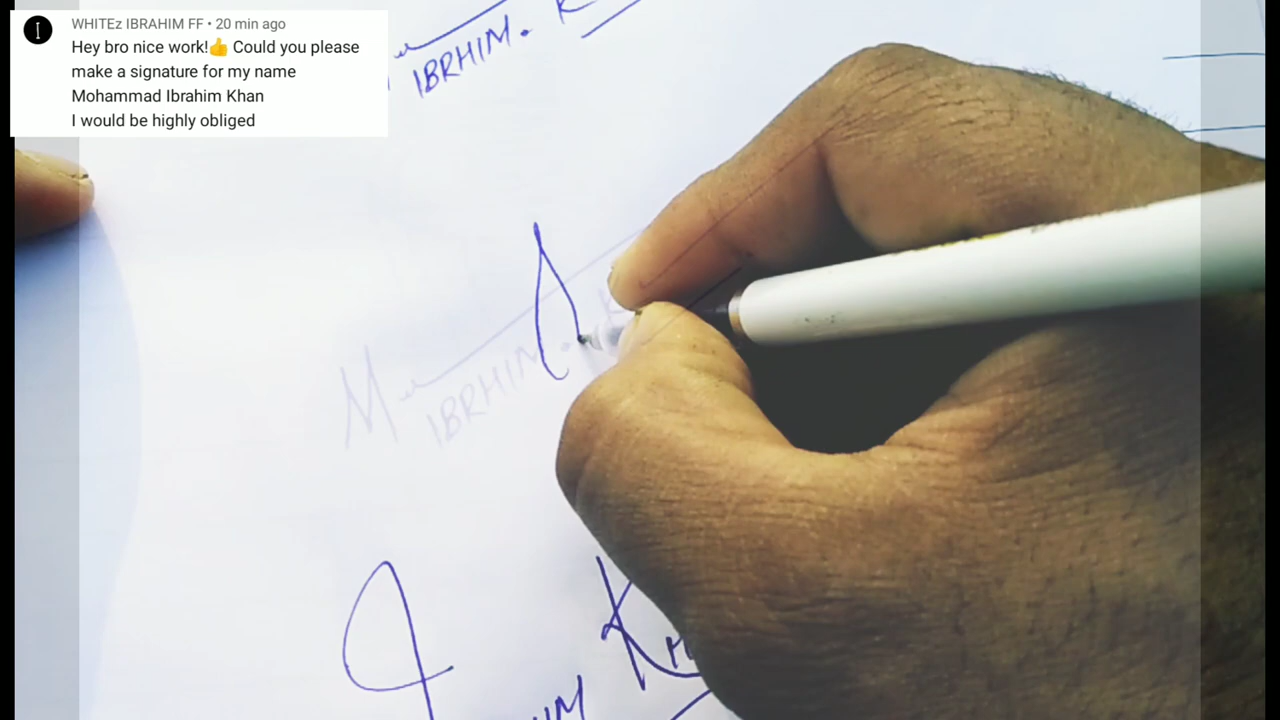 WHITEz IBRAHIM FF • 20 min ago
Hey bro nice work!👍 Could you please
make a signature for my name
Mohammad Ibrahim Khan
I would be highly obliged
IBRHIM. K
M
IBRHIM.
K